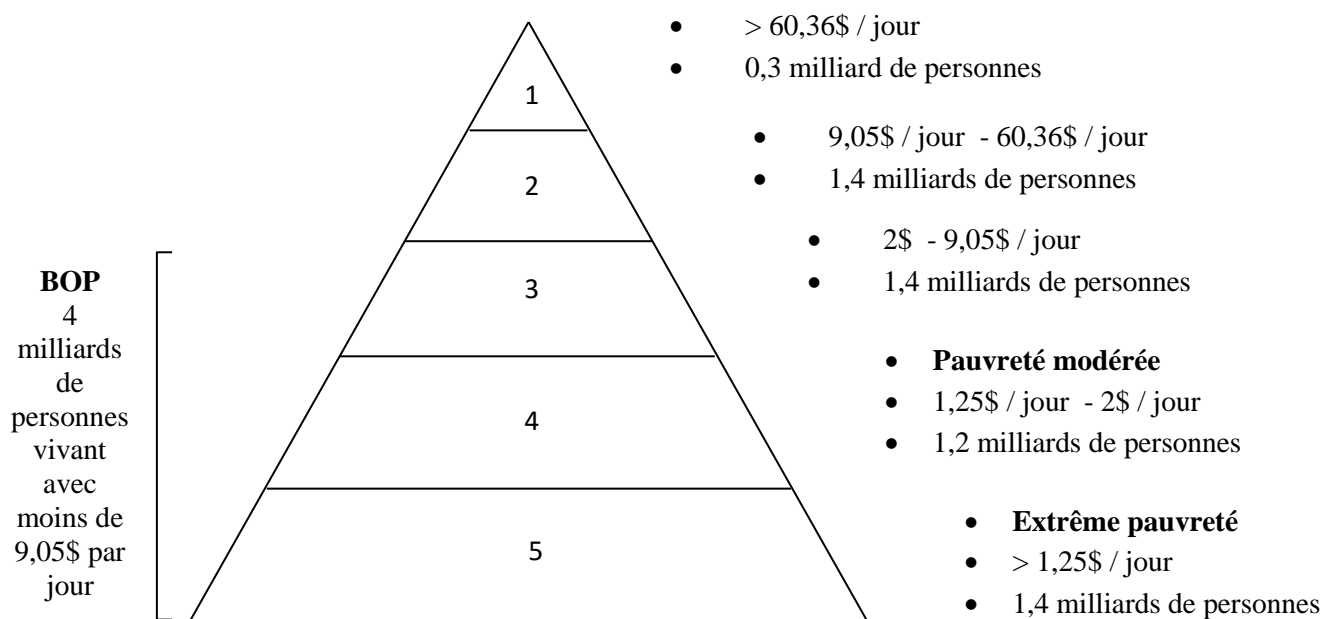 > 60,36$ / jour
0,3 milliard de personnes
1
9,05$ / jour - 60,36$ / jour
1,4 milliards de personnes
2
2$ - 9,05$ / jour
1,4 milliards de personnes
3
BOP
4
milliards
de
personnes
vivant
avec
moins de
9,05$ par
jour
Pauvreté modérée
1,25$ / jour - 2$ / jour
1,2 milliards de personnes
4
Extrême pauvreté
> 1,25$ / jour
1,4 milliards de personnes
5